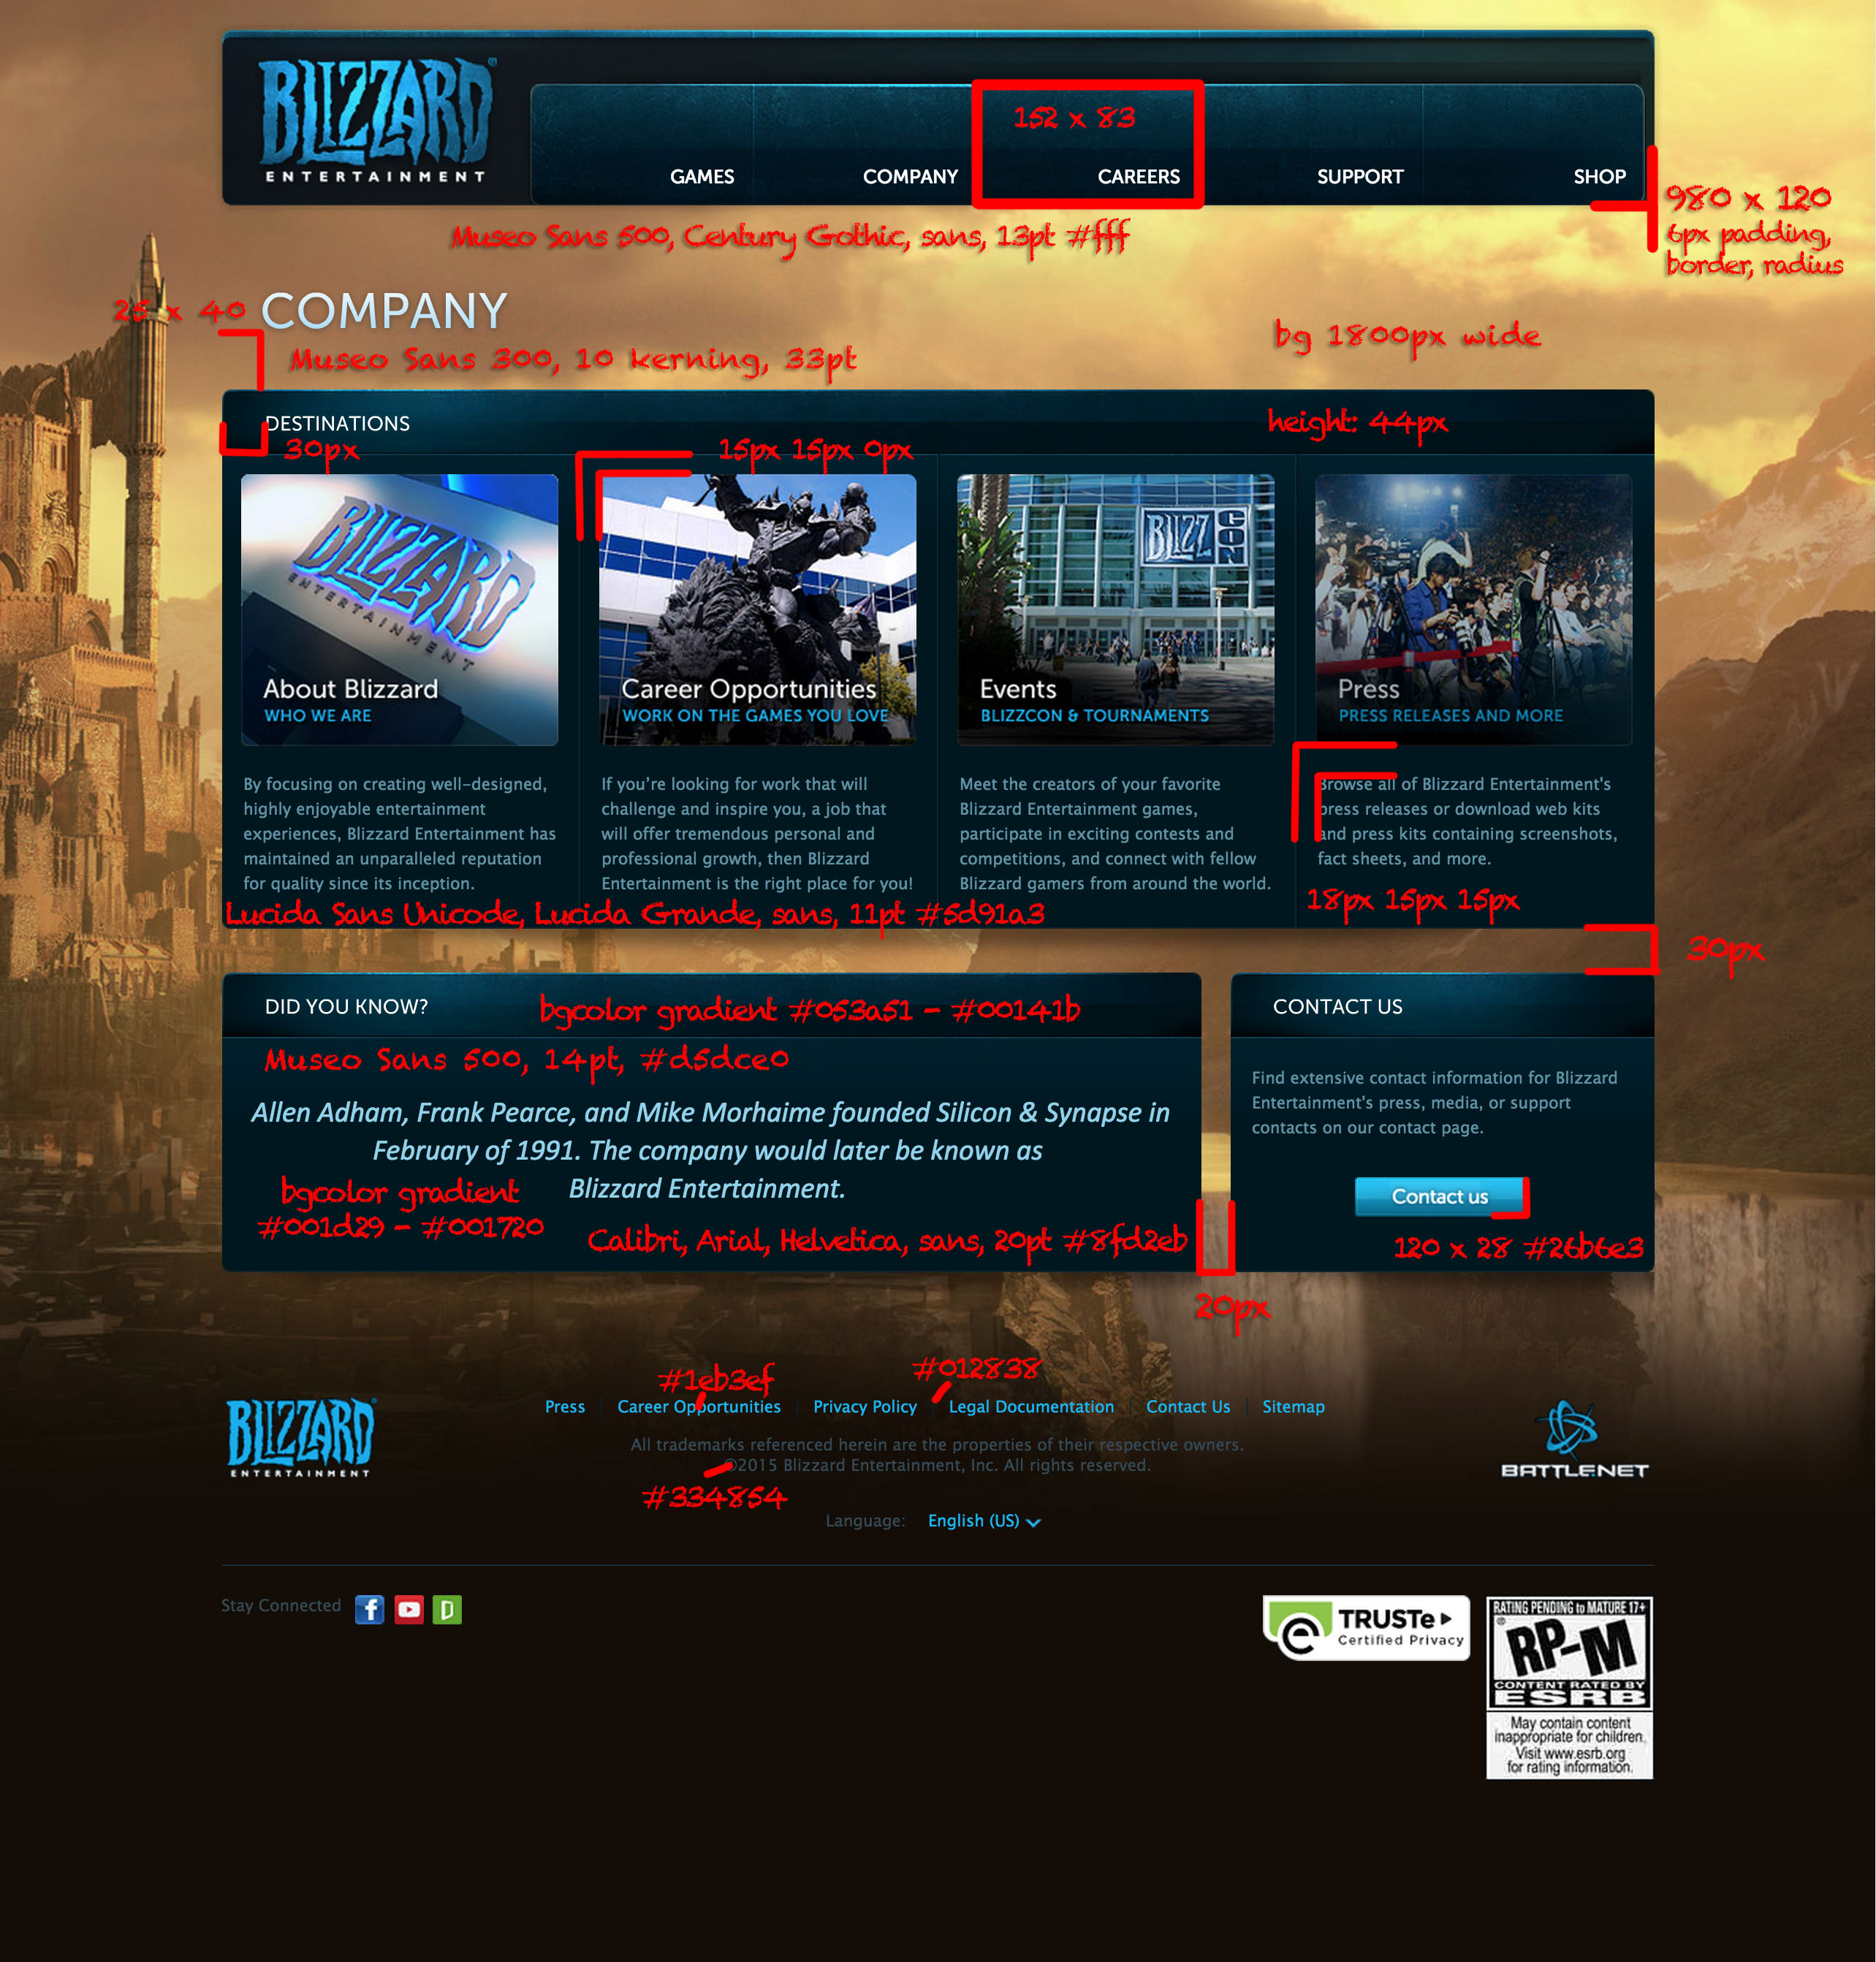 BLIZZARD®
ENTERTAINMENT
152 x 83
GAMES
COMPANY
CAREERS
SUPPORT
SHOP
980 x 120
6px padding,
border, radius
Museo Sans 500, Century Gothic, sans, 13pt #fff
25 x 40
COMPANY
bg 1800px wide
Museo Sans 300, 10 kerning, 33pt
DESTINATIONS
height: 44px
30px
15px 15px 0px
BLIZZARD
ENTERTAINMENT
BLIZZ
CON
About Blizzard
WHO WE ARE
Career Opportunities
WORK ON THE GAMES YOU LOVE
Events
BLIZZCON & TOURNAMENTS
Press
PRESS RELEASES AND MORE
By focusing on creating well-designed,
highly enjoyable entertainment
experiences, Blizzard Entertainment has
maintained an unparalleled reputation
for quality since its inception.
If you're looking for work that will
challenge and inspire you, a job that
will offer tremendous personal and
professional growth, then Blizzard
Entertainment is the right place for you!
Meet the creators of your favorite
Blizzard Entertainment games,
participate in exciting contests and
competitions, and connect with fellow
Blizzard gamers from around the world.
Browse all of Blizzard Entertainment's
press releases or download web kits
and press kits containing screenshots,
fact sheets, and more.
18px 15px 15px
Lucida Sans Unicode, Lucida Grande, sans, 11pt #5d91a3
30px
DID YOU KNOW?
bgcolor gradient #053a51 - #00141b
Museo Sans 500, 14pt, #d5dce0
Allen Adham, Frank Pearce, and Mike Morhaime founded Silicon & Synapse in
February of 1991. The company would later be known as
Blizzard Entertainment.
bgcolor gradient
#001d29 - #001720
Calibri, Arial, Helvetica, sans, 20pt #8fd2eb
CONTACT US
Find extensive contact information for Blizzard
Entertainment's press, media, or support
contacts on our contact page.
Contact us
120 x 28 #26b6e3
20px
#1eb3ef
#012838
BLIZZARD®
ENTERTAINMENT
Press
Career Opportunities
Privacy Policy
Legal Documentation
Contact Us
Sitemap
All trademarks referenced herein are the properties of their respective owners.
©2015 Blizzard Entertainment, Inc. All rights reserved.
#334854
BATTLE.NET
Language: English (US)
Stay Connected
TRUSTe
Certified Privacy
RATING PENDING to MATURE 17+
RP-M
®
CONTENT RATED BY
ESRB
May contain content
inappropriate for children.
Visit www.esrb.org
for rating information.